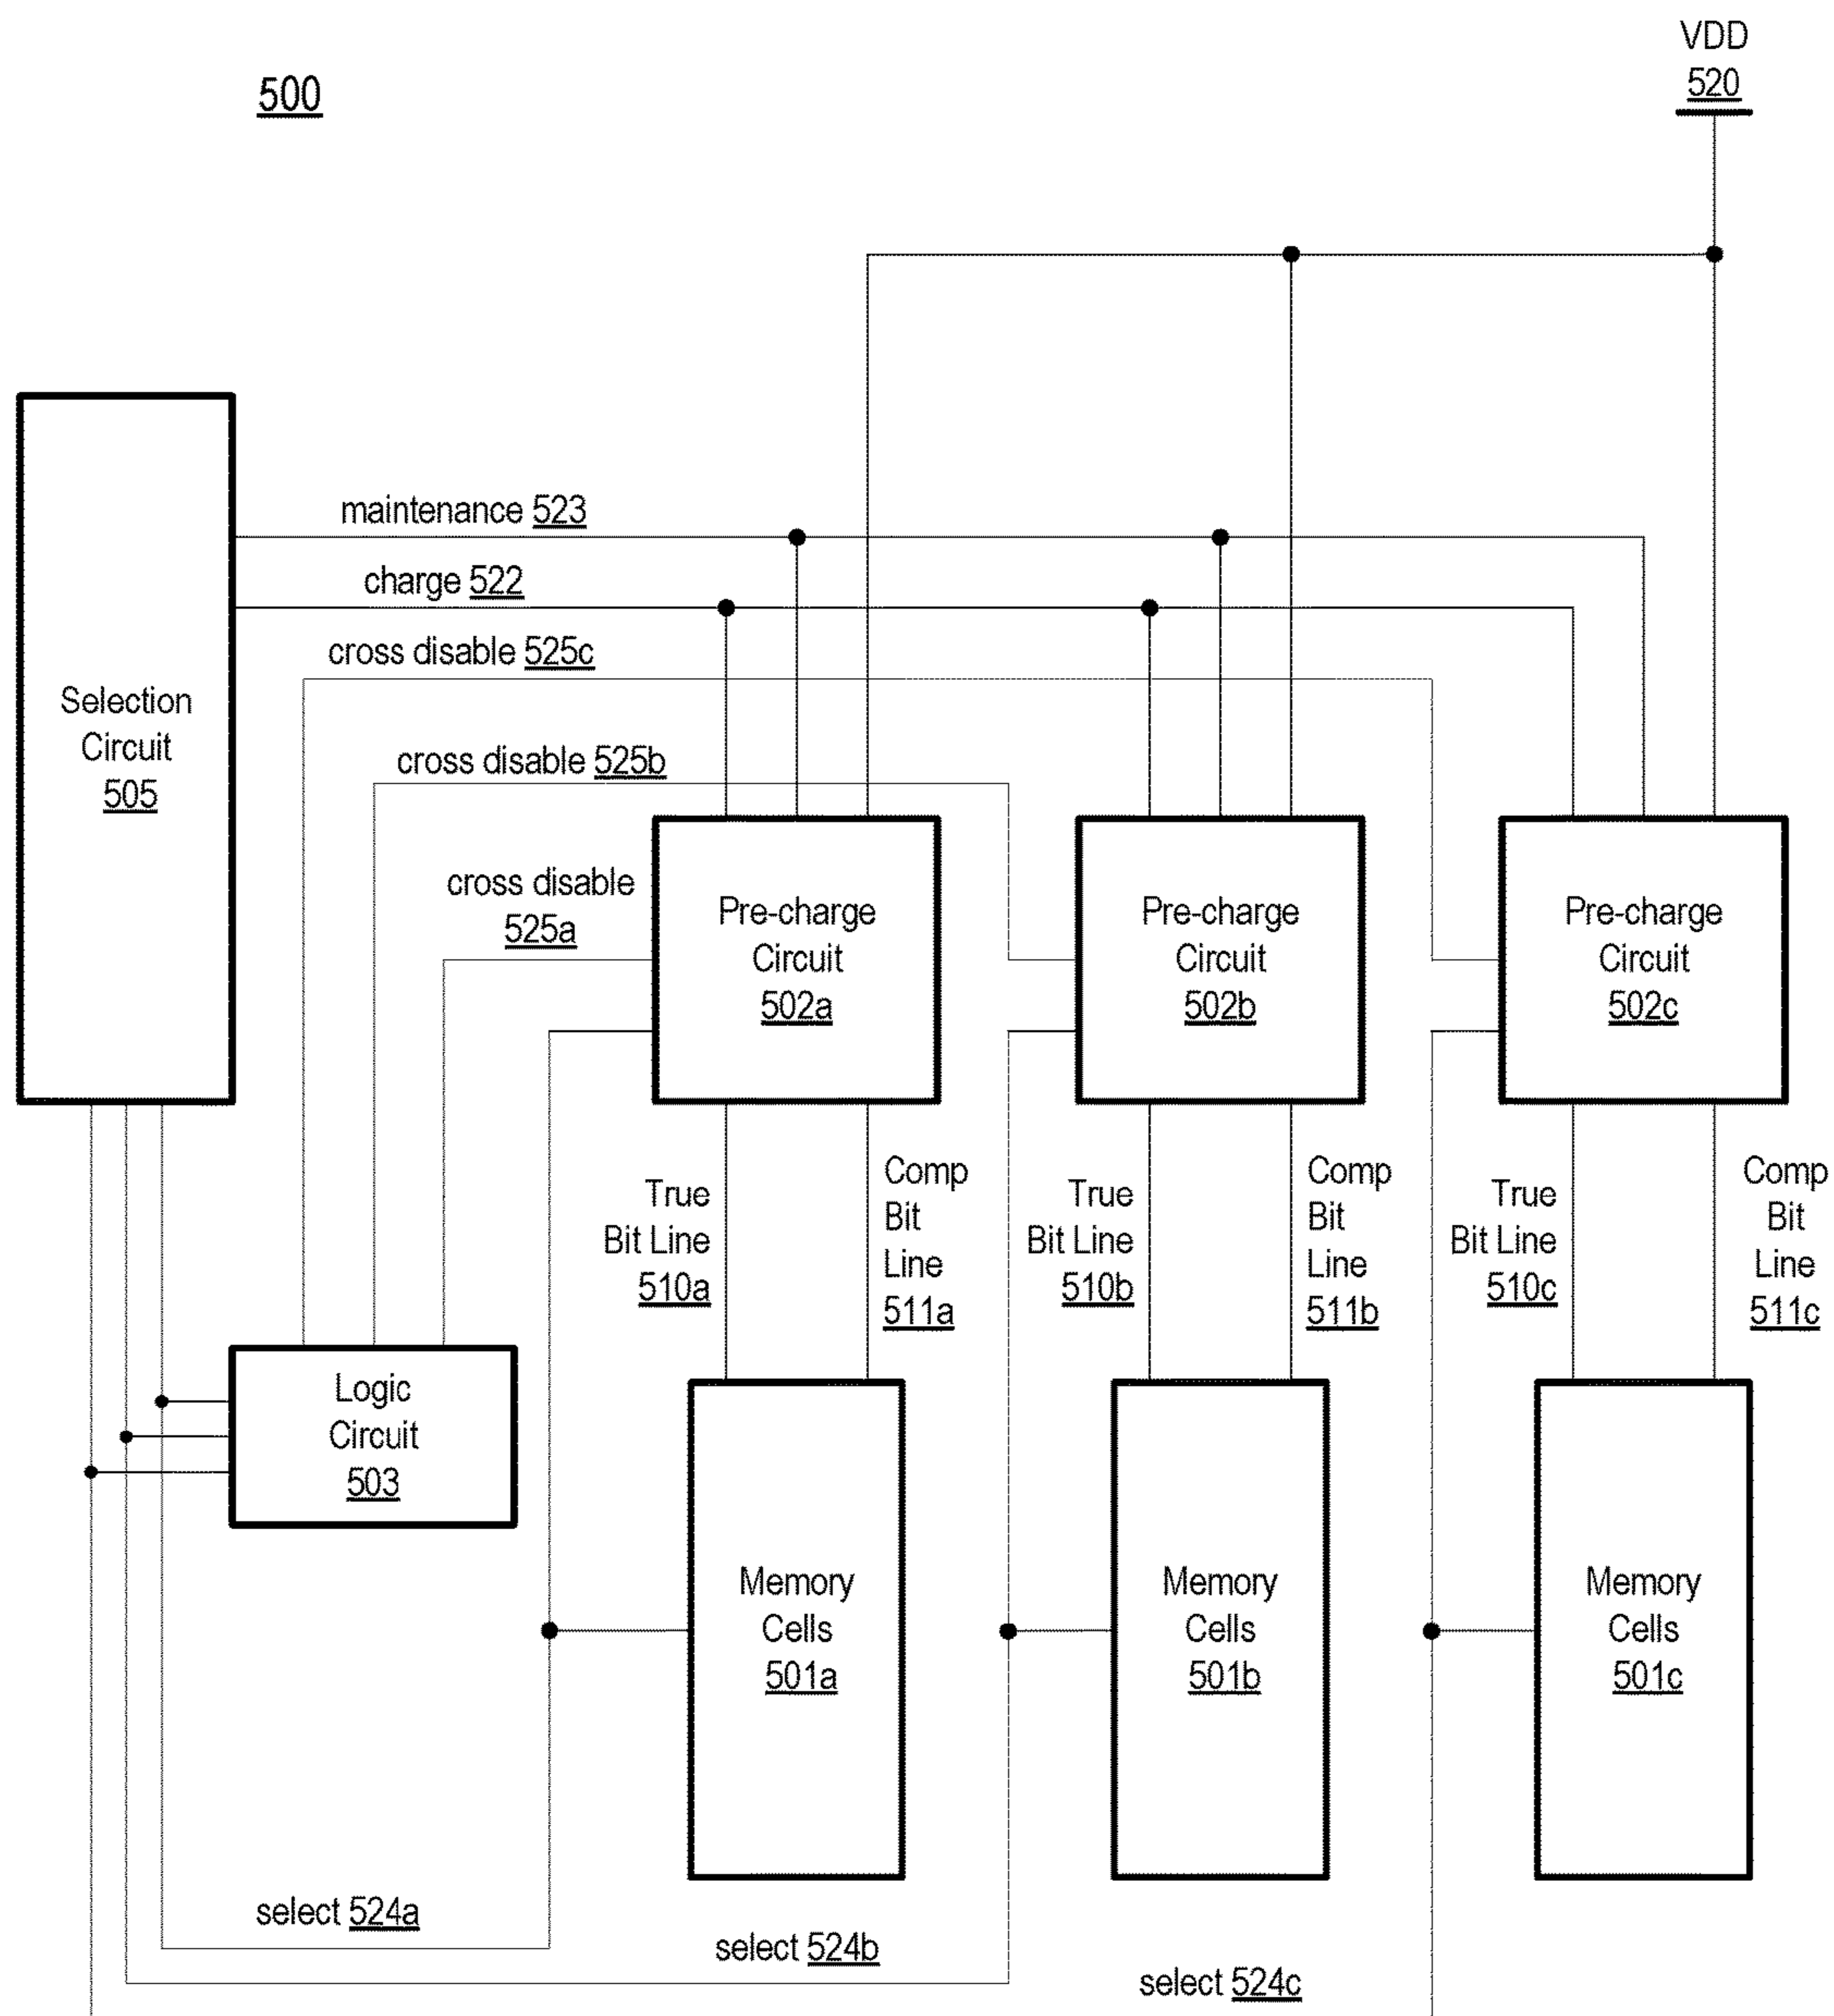 500
VDD
520
maintenance 523
charge 522
cross disable 525c
Selection
Circuit
505
cross disable 525b
cross disable
525a
Pre-charge
Circuit
502a
Pre-charge
Circuit
502b
Pre-charge
Circuit
502c
True
Bit Line
510a
Comp
Bit
Line
511a
True
Bit Line
510b
Comp
Bit
Line
511b
True
Bit Line
510c
Comp
Bit
Line
511c
Logic
Circuit
503
Memory
Cells
501a
Memory
Cells
501b
Memory
Cells
501c
select 524a
select 524b
select 524c